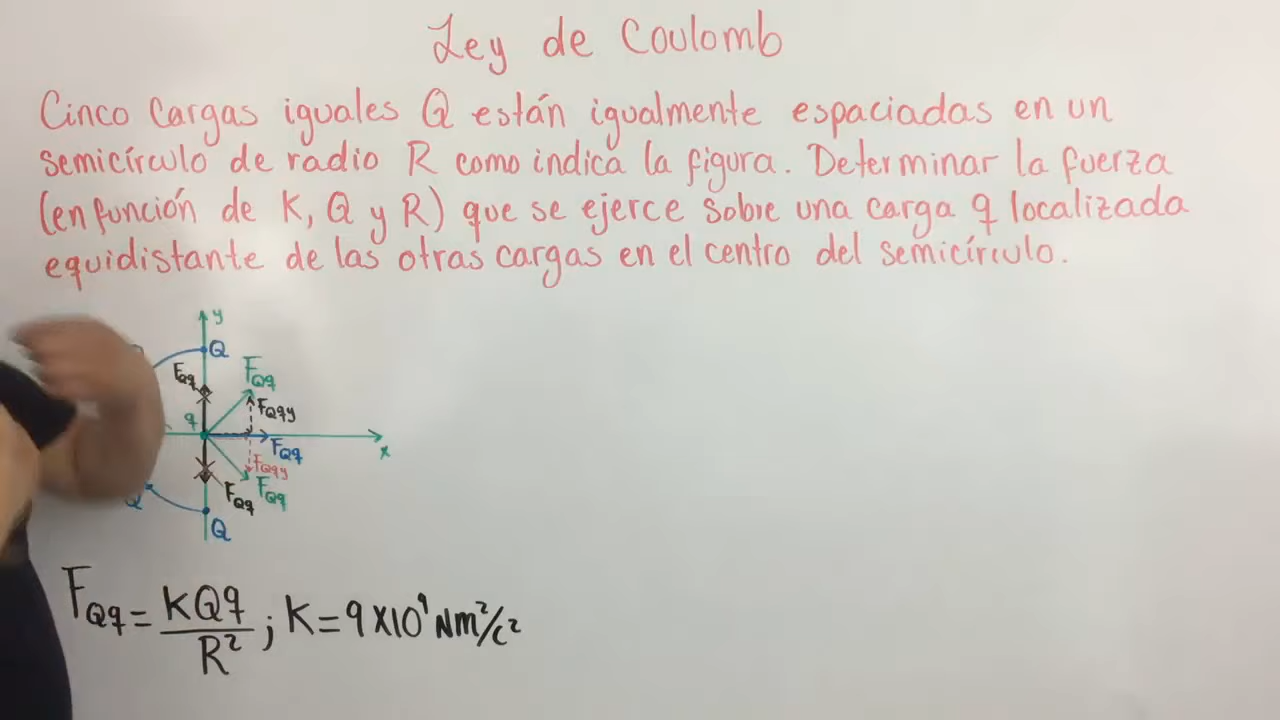 Ley de Coulomb
Cinco cargas iguales Q están igualmente espaciadas en un
semicírculo de radio R como indica la figura. Determinar la fuerza
(en función de K, Q y R) que se ejerce sobre una carga q localizada
equidistante de las otras cargas en el centro del semicírculo.
y
Q
FQq
FQq
FQqy
q
FQq
x
FQqy
FQq
FQq
Q
Q
FQq = KQq/R²; K = 9x10⁹ Nm²/c²